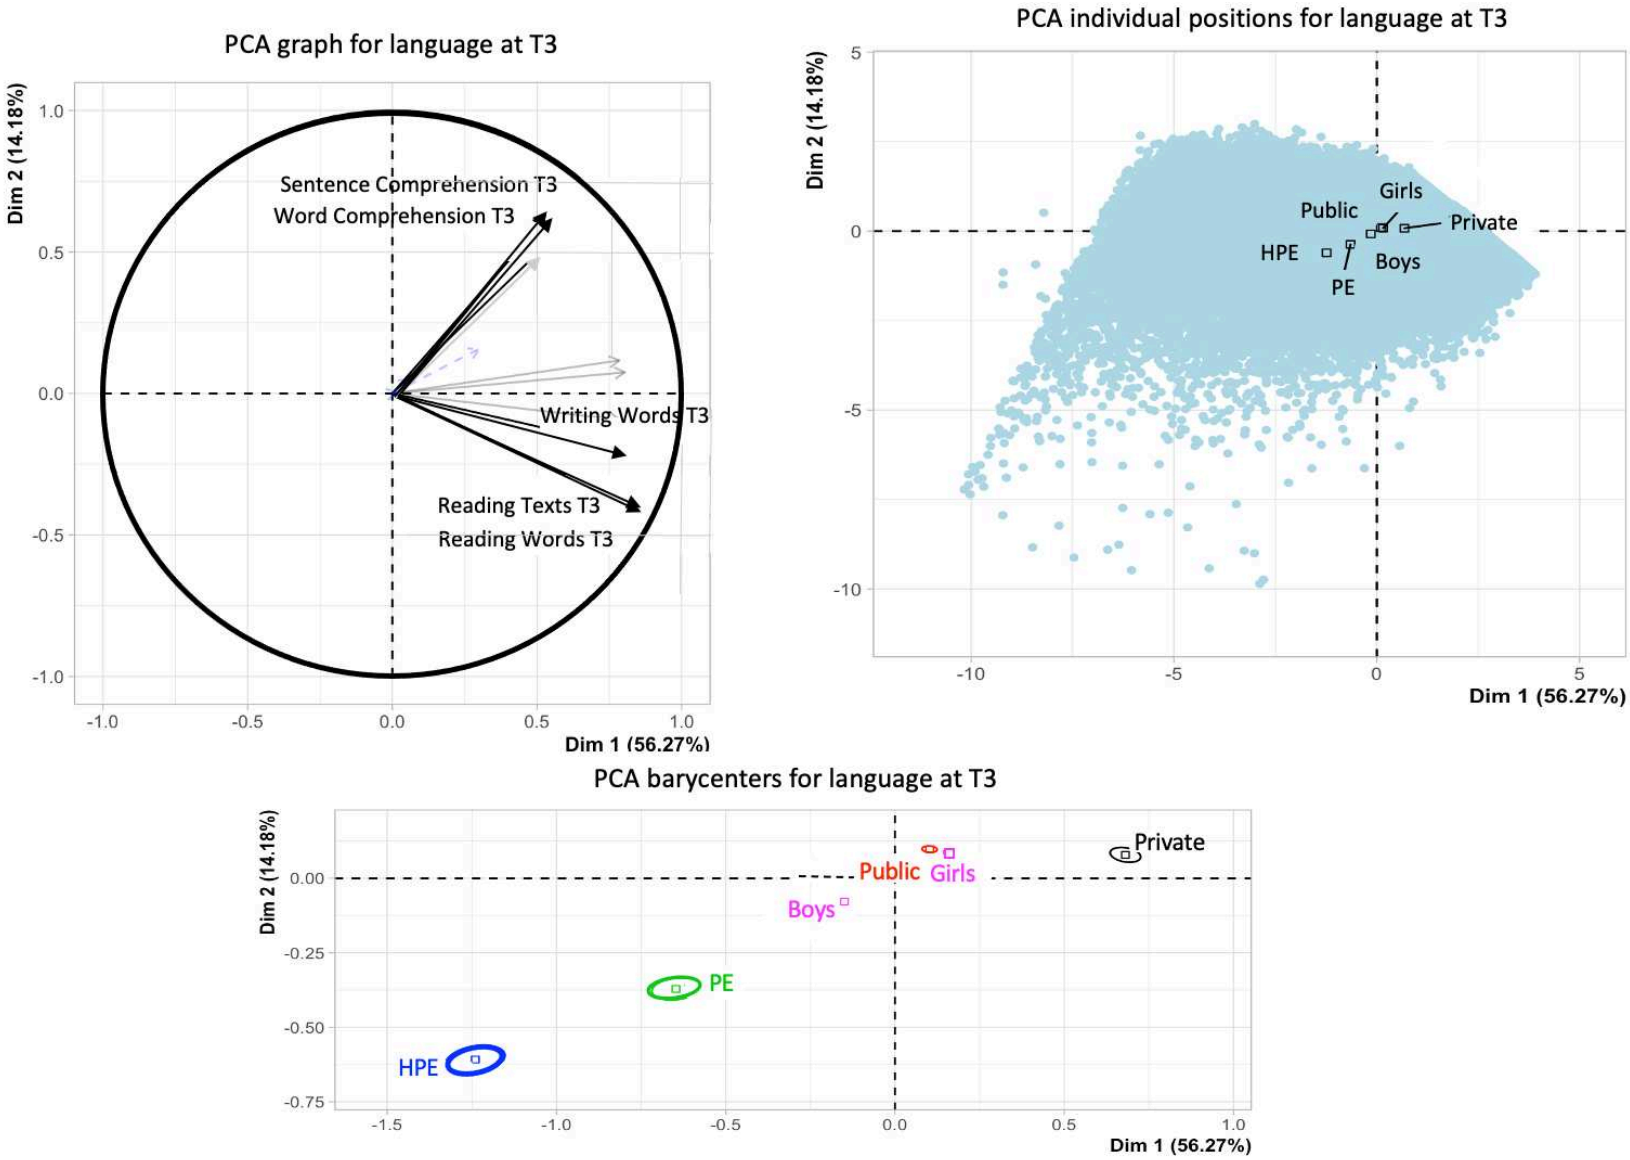 PCA graph for language at T3
Dim 2 (14.18%)
1.0
0.5
0.0
-0.5
-1.0
Sentence Comprehension T3
Word Comprehension T3
Writing Words T3
Reading Texts T3
Reading Words T3
-1.0
-0.5
0.0
0.5
1.0
Dim 1 (56.27%)
PCA individual positions for language at T3
Dim 2 (14.18%)
5
0
-5
-10
Girls
Public
Private
HPE
Boys
PE
-10
-5
0
5
Dim 1 (56.27%)
PCA barycenters for language at T3
Dim 2 (14.18%)
0.00
-0.25
-0.50
-0.75
Private
Public
Girls
Boys
PE
HPE
-1.5
-1.0
-0.5
0.0
0.5
1.0
Dim 1 (56.27%)